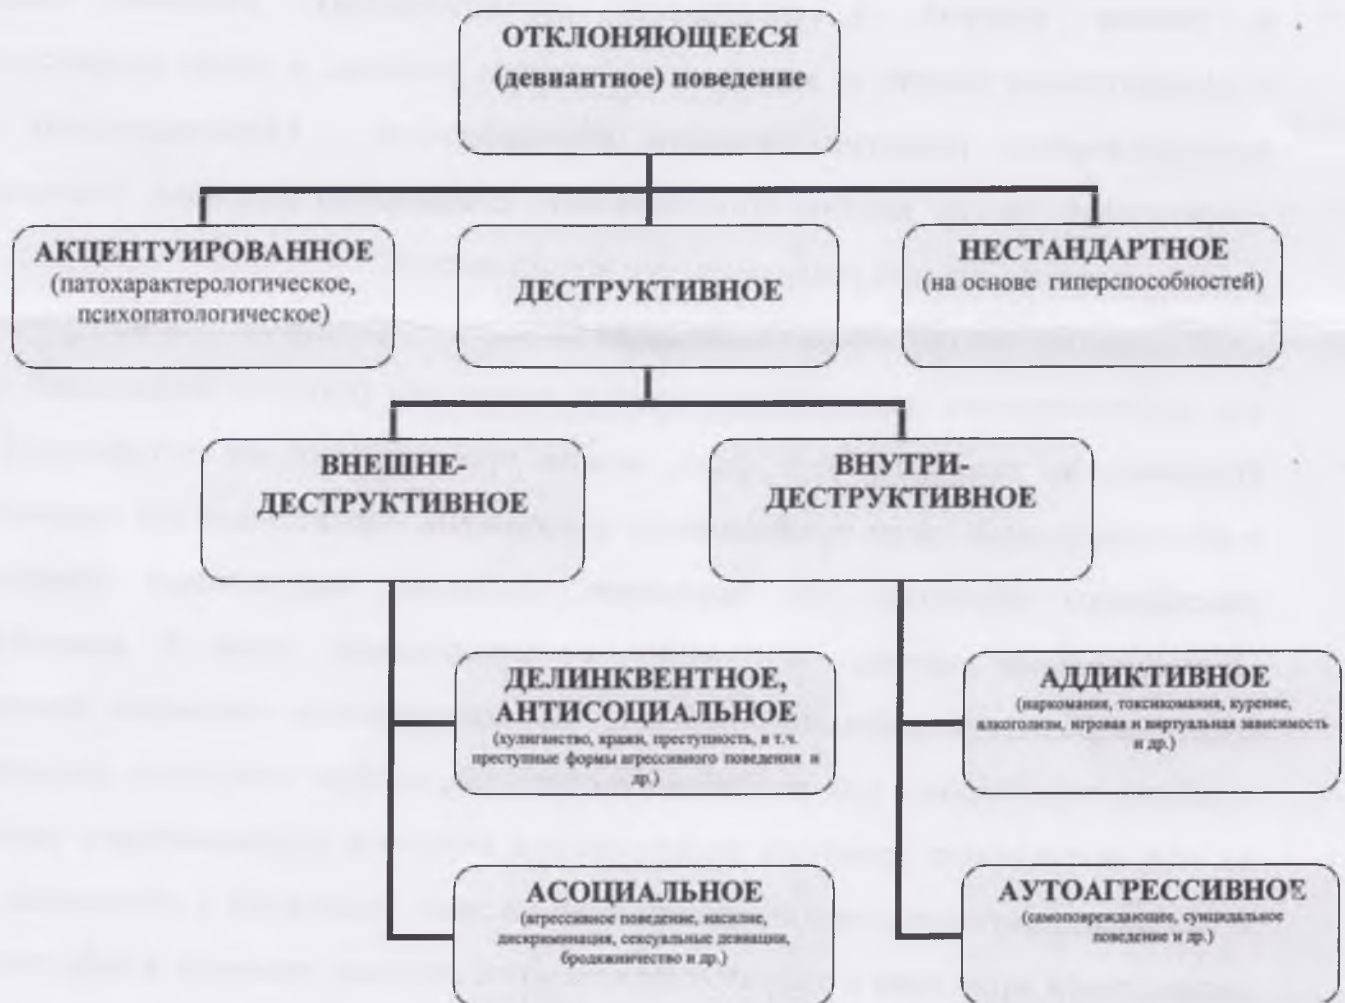 ОТКЛОНЯЮЩЕЕСЯ
(девиантное) поведение
АКЦЕНТУИРОВАННОЕ
(патохарактерологическое,
психопатологическое)
ДЕСТРУКТИВНОЕ
НЕСТАНДАРТНОЕ
(на основе гиперспособностей)
ВНЕШНЕ-
ДЕСТРУКТИВНОЕ
ВНУТРИ-
ДЕСТРУКТИВНОЕ
ДЕЛИНКВЕНТНОЕ,
АНТИСОЦИАЛЬНОЕ
(хулиганство, кражи, преступность, в т.ч.
преступные формы агрессивного поведения и
др.)
АДДИКТИВНОЕ
(наркомания, токсикомания, курение,
алкоголизм, игровая и виртуальная зависимость
и др.)
АСОЦИАЛЬНОЕ
(агрессивное поведение, насилие,
дискриминация, сексуальные девиации,
бродяжничество и др.)
АУТОАГРЕССИВНОЕ
(самоповреждающее, суицидальное
поведение и др.)